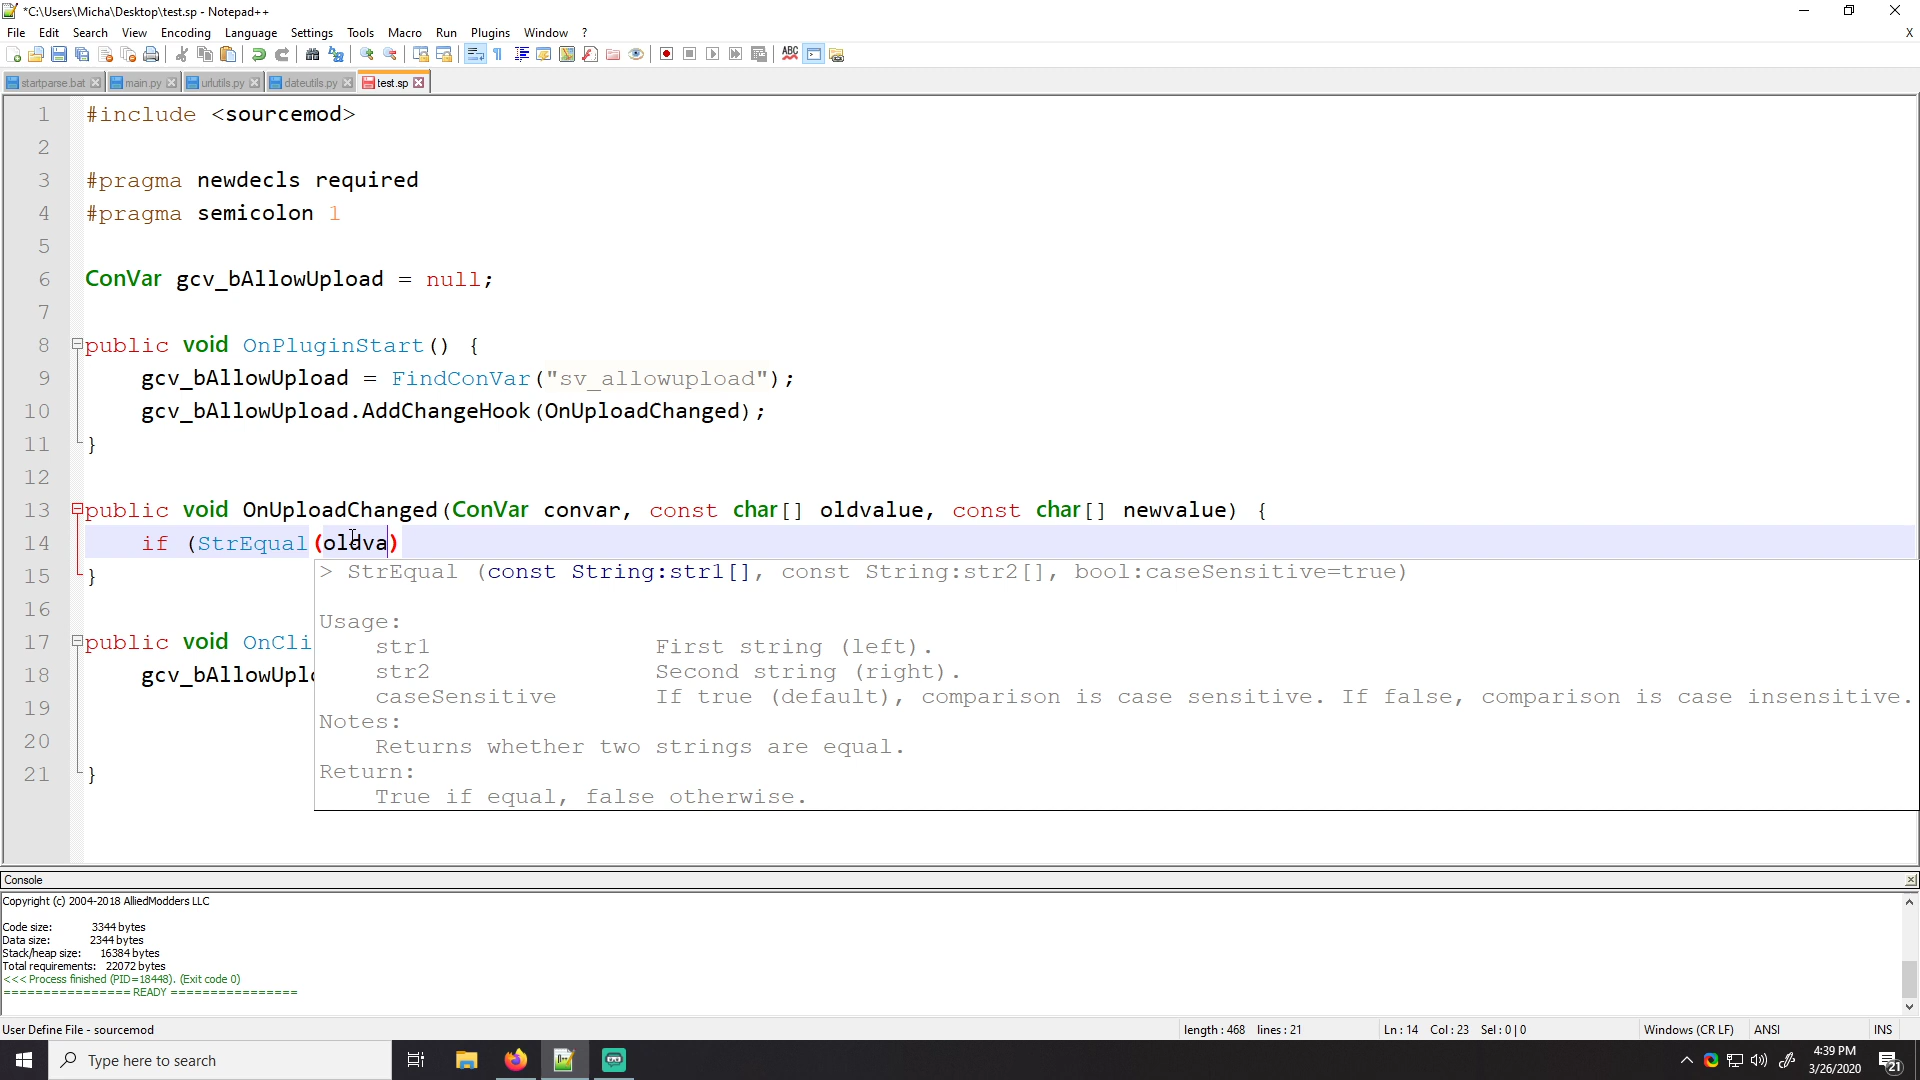 *C:\Users\Micha\Desktop\test.sp - Notepad++
File Edit Search View Encoding Language Settings Tools Macro Run Plugins Window ? X
startparse.bat main.py urlutils.py dateutils.py test.sp
1 #include <sourcemod>
2
3 #pragma newdecls required
4 #pragma semicolon 1
5
6 ConVar gcv_bAllowUpload = null;
7
8 public void OnPluginStart() {
9 gcv_bAllowUpload = FindConVar("sv_allowupload");
10 gcv_bAllowUpload.AddChangeHook(OnUploadChanged);
11 }
12
13 public void OnUploadChanged(ConVar convar, const char[] oldvalue, const char[] newvalue) {
14 if (StrEqual(oldva)
> StrEqual (const String:str1[], const String:str2[], bool:caseSensitive=true)
15 }
16
Usage:
17 public void OnCli
str1 First string (left).
18 gcv_bAllowUpl
str2 Second string (right).
caseSensitive If true (default), comparison is case sensitive. If false, comparison is case insensitive.
19
Notes:
20
Returns whether two strings are equal.
21 }
Return:
True if equal, false otherwise.
Console
Copyright (c) 2004-2018 AlliedModders LLC
Code size: 3344 bytes
Data size: 2344 bytes
Stack/heap size: 16384 bytes
Total requirements: 22072 bytes
<<< Process finished (PID=18448). (Exit code 0)
================ READY ================
User Define File - sourcemod length : 468 lines : 21 Ln : 14 Col : 23 Sel : 0 | 0 Windows (CR LF) ANSI INS
Type here to search
4:39 PM
3/26/2020
21